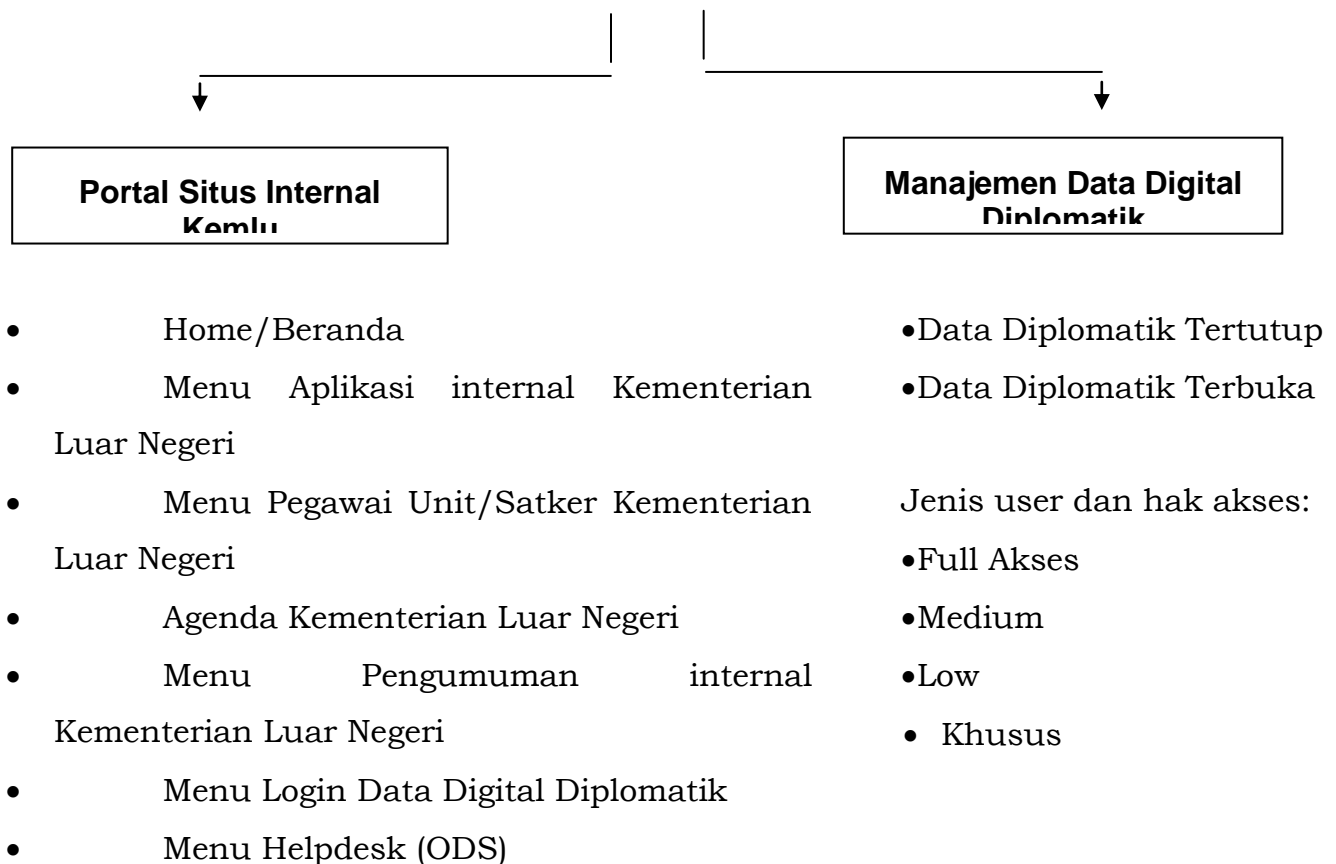 Portal Situs Internal
Kemlu
• Home/Beranda
• Menu Aplikasi internal Kementerian
Luar Negeri
• Menu Pegawai Unit/Satker Kementerian
Luar Negeri
• Agenda Kementerian Luar Negeri
• Menu Pengumuman internal
Kementerian Luar Negeri
• Menu Login Data Digital Diplomatik
• Menu Helpdesk (ODS)
Manajemen Data Digital
Diplomatik
•Data Diplomatik Tertutup
•Data Diplomatik Terbuka
Jenis user dan hak akses:
•Full Akses
•Medium
•Low
• Khusus